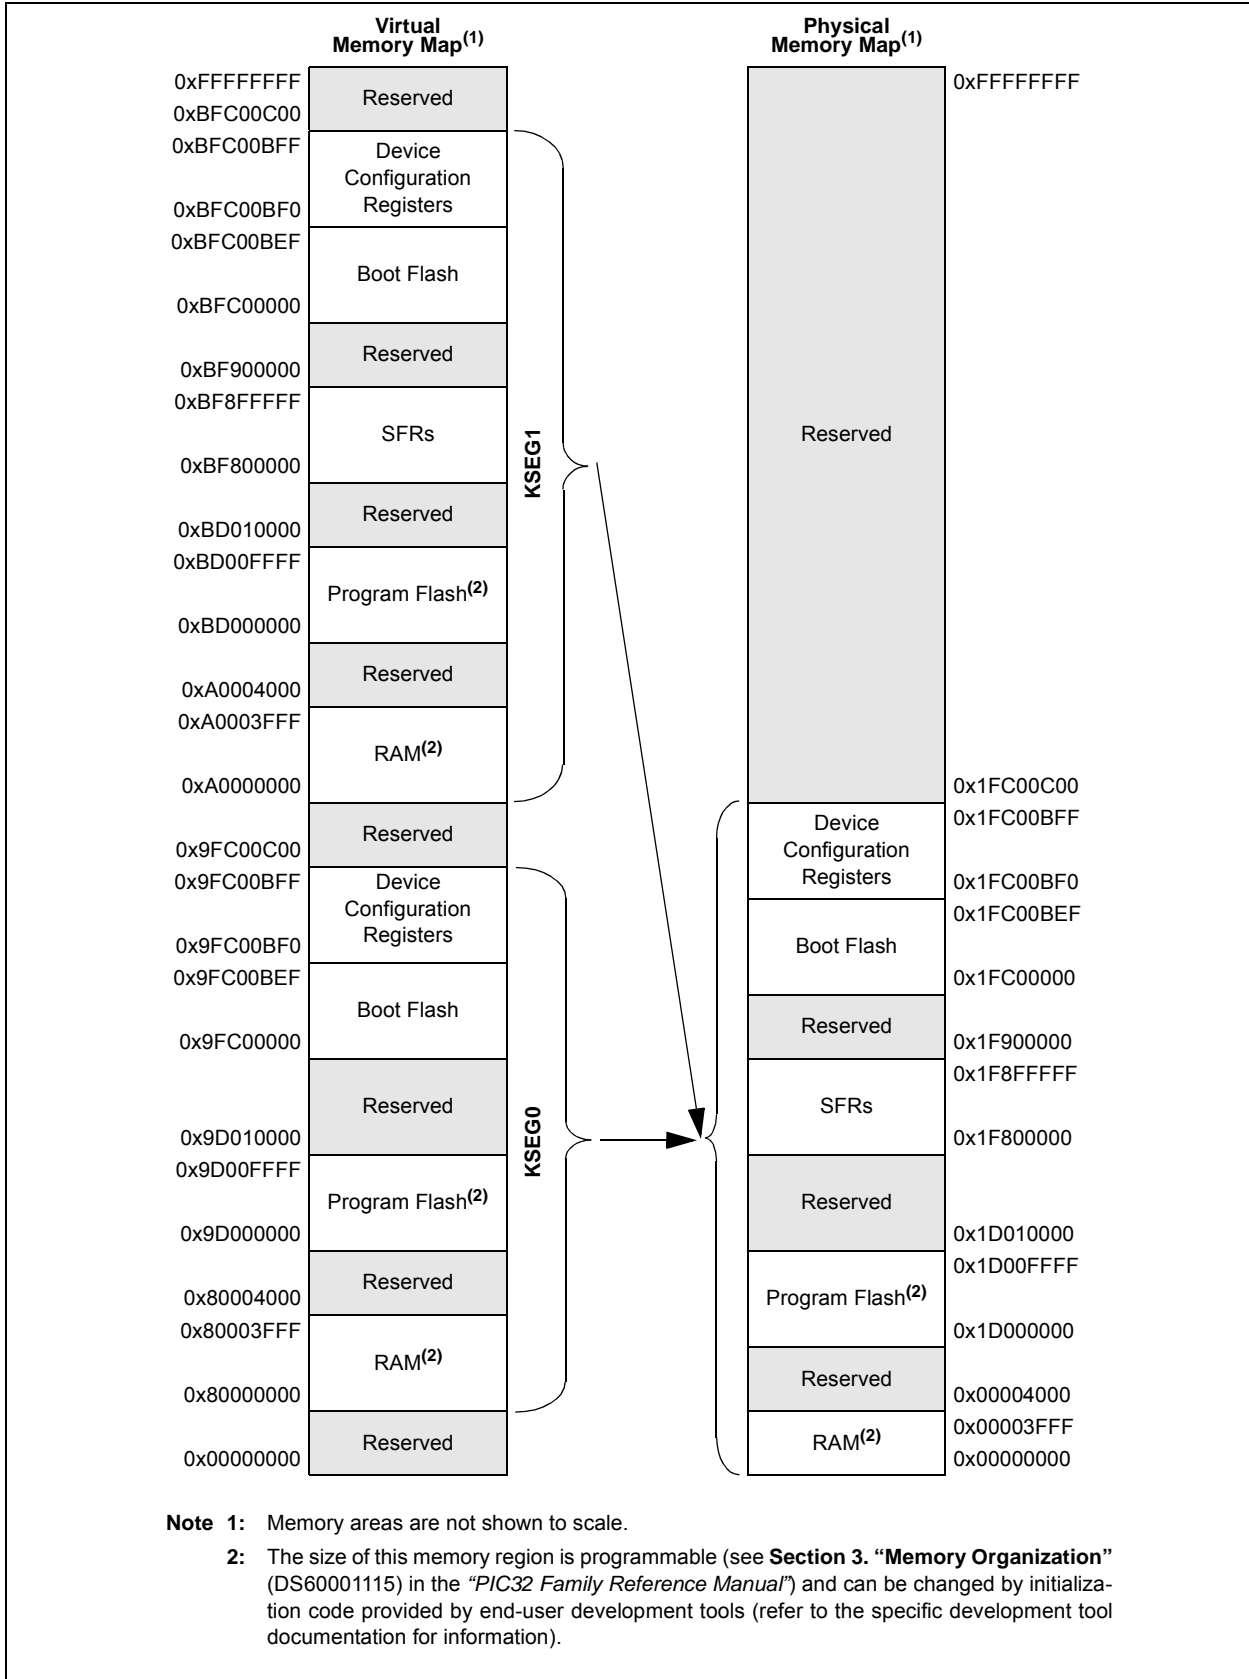 Virtual
Memory Map(1)
0xFFFFFFFF
Reserved
0xBFC00C00
0xBFC00BFF
Device
Configuration
Registers
0xBFC00BF0
0xBFC00BEF
Boot Flash
0xBFC00000
Reserved
0xBF900000
0xBF8FFFFF
SFRs
0xBF800000
Reserved
0xBD010000
0xBD00FFFF
Program Flash(2)
0xBD000000
Reserved
0xA0004000
0xA0003FFF
RAM(2)
0xA0000000
KSEG1
Reserved
0x9FC00C00
0x9FC00BFF
Device
Configuration
Registers
0x9FC00BF0
0x9FC00BEF
Boot Flash
0x9FC00000
Reserved
0x9D010000
0x9D00FFFF
Program Flash(2)
0x9D000000
Reserved
0x80004000
0x80003FFF
RAM(2)
0x80000000
KSEG0
Reserved
0x00000000
Physical
Memory Map(1)
0xFFFFFFFF
Reserved
0x1FC00C00
0x1FC00BFF
Device
Configuration
Registers
0x1FC00BF0
0x1FC00BEF
Boot Flash
0x1FC00000
Reserved
0x1F900000
0x1F8FFFFF
SFRs
0x1F800000
Reserved
0x1D010000
0x1D00FFFF
Program Flash(2)
0x1D000000
Reserved
0x00004000
0x00003FFF
RAM(2)
0x00000000
Note 1: Memory areas are not shown to scale.
2: The size of this memory region is programmable (see Section 3. “Memory Organization”
(DS60001115) in the “PIC32 Family Reference Manual”) and can be changed by initializa-
tion code provided by end-user development tools (refer to the specific development tool
documentation for information).